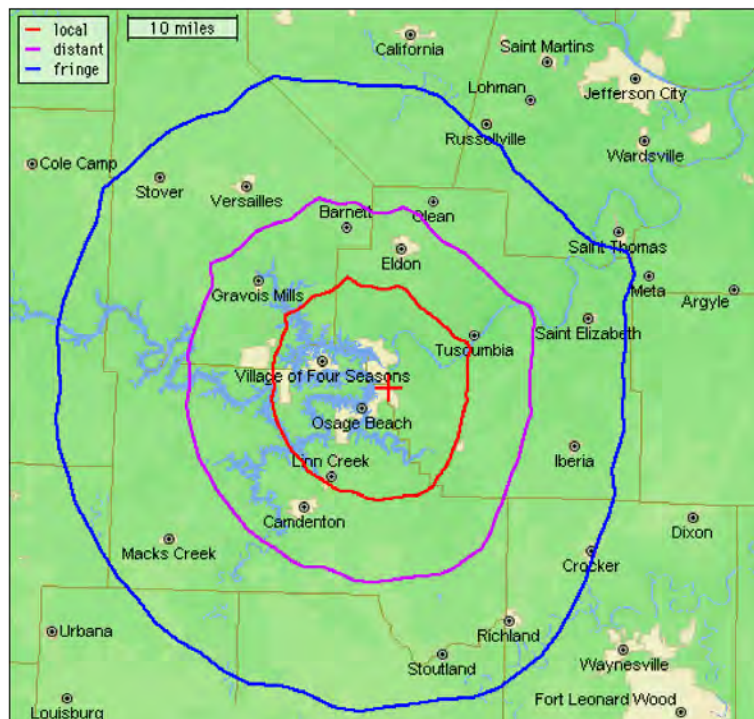 local
distant
fringe
10 miles
California
Saint Martins
Jefferson City
Lohman
Russellville
Wardsville
Cole Camp
Stover
Versailles
Barnett
Olean
Saint Thomas
Eldon
Gravois Mills
Meta
Argyle
Saint Elizabeth
Tuscumbia
Village of Four Seasons
Osage Beach
Iberia
Linn Creek
Camdenton
Dixon
Macks Creek
Crocker
Urbana
Richland
Stoutland
Waynesville
Louisburg
Fort Leonard Wood